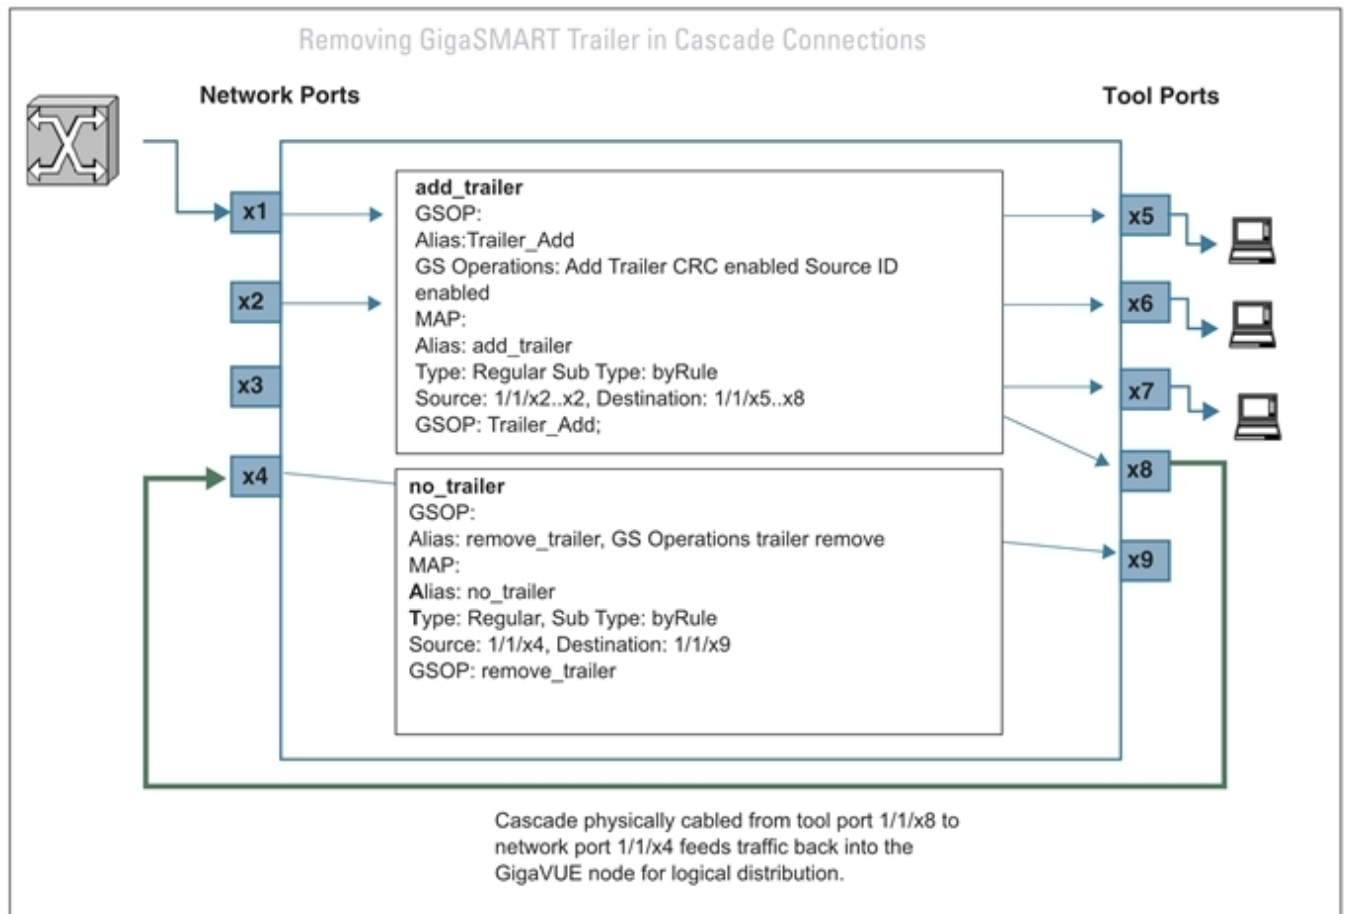 Removing GigaSMART Trailer in Cascade Connections
Network Ports
Tool Ports
add_trailer
GSOP:
Alias:Trailer_Add
GS Operations: Add Trailer CRC enabled Source ID
enabled
MAP:
Alias: add_trailer
Type: Regular Sub Type: byRule
Source: 1/1/x2..x2, Destination: 1/1/x5..x8
GSOP: Trailer_Add;
x1
x2
x3
x4
x5
x6
x7
x8
x9
no_trailer
GSOP:
Alias: remove_trailer, GS Operations trailer remove
MAP:
Alias: no_trailer
Type: Regular, Sub Type: byRule
Source: 1/1/x4, Destination: 1/1/x9
GSOP: remove_trailer
Cascade physically cabled from tool port 1/1/x8 to
network port 1/1/x4 feeds traffic back into the
GigaVUE node for logical distribution.